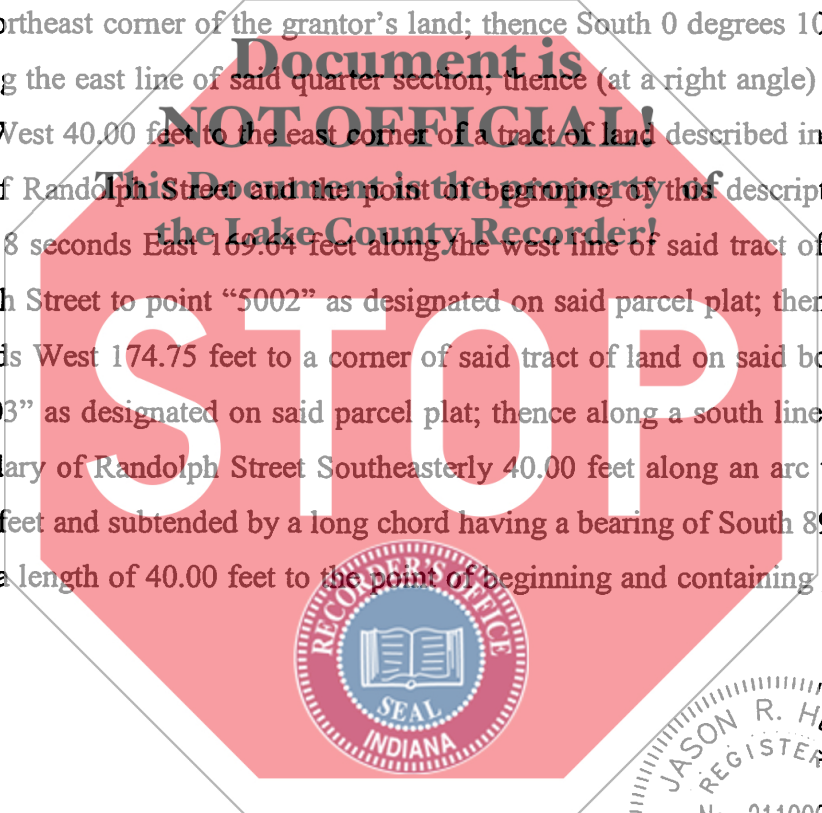 rtheast corner of the grantor's land; thence South 0 degrees 10
Document is
g the east line of said quarter section; thence (at a right angle)
NOT OFFICIAL!
West 40.00 feet to the east corner of a tract of land described in
This Document is the property of
f Randolph Street and the point of beginning of this descript
the Lake County Recorder!
8 seconds East 169.64 feet along the west line of said tract of
h Street to point "5002" as designated on said parcel plat; then
ds West 174.75 feet to a corner of said tract of land on said bo
03" as designated on said parcel plat; thence along a south line
STOP
dary of Randolph Street Southeasterly 40.00 feet along an arc
feet and subtended by a long chord having a bearing of South 89
a length of 40.00 feet to the point of beginning and containing
RECORDER'S OFFICE
SEAL
INDIANA
JASON R. H
REGISTER